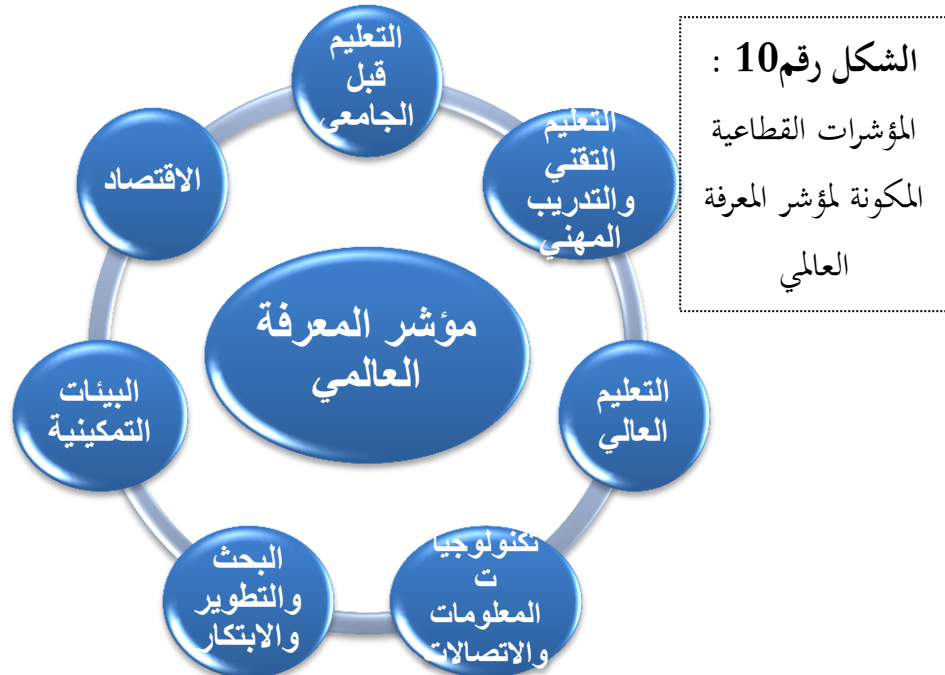 الشكل رقم10 :
المؤشرات القطاعية
المكونة لمؤشر المعرفة
العالمي
التعليم
قبل
الجامعي
التعليم
التقني
والتدريب
المهني
التعليم
العالي
تكنولوجيا
ت
المعلومات
والاتصالات
البحث
والتطوير
والابتكار
البيئات
التمكينية
الاقتصاد
مؤشر المعرفة
العالمي